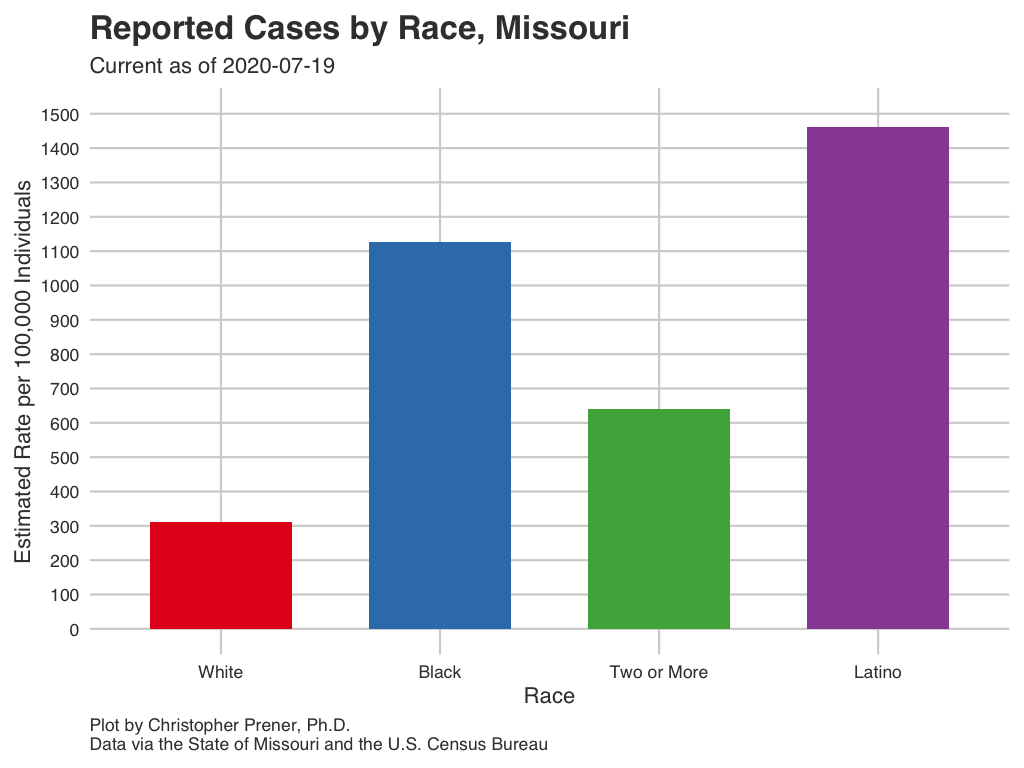 Reported Cases by Race, Missouri
Current as of 2020-07-19
Estimated Rate per 100,000 Individuals
1500
1400
1300
1200
1100
1000
900
800
700
600
500
400
300
200
100
0
White
Black
Two or More
Latino
Race
Plot by Christopher Prener, Ph.D.
Data via the State of Missouri and the U.S. Census Bureau